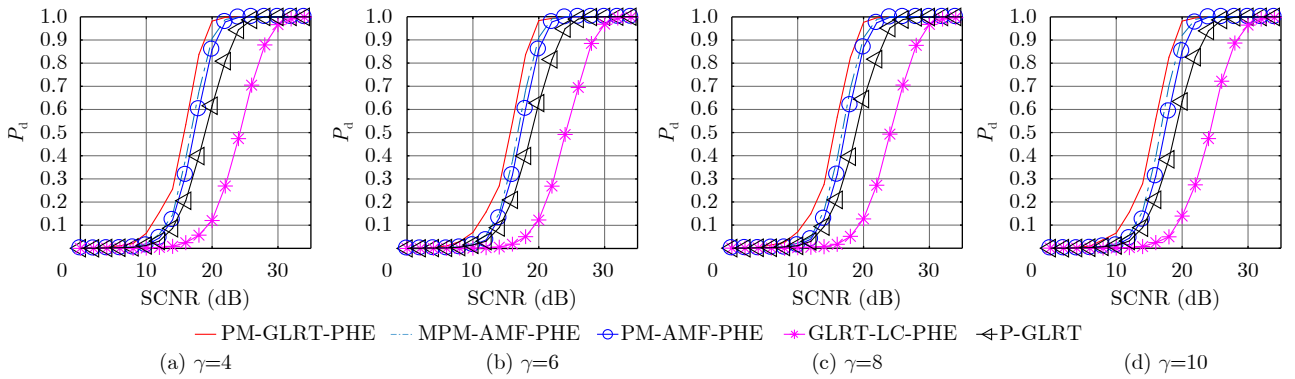 1.0 1.0 1.0 1.0
0.9 0.9 0.9 0.9
0.8 0.8 0.8 0.8
0.7 0.7 0.7 0.7
0.6 0.6 0.6 0.6
0.5 0.5 0.5 0.5
0.4 0.4 0.4 0.4
0.3 0.3 0.3 0.3
0.2 0.2 0.2 0.2
0.1 0.1 0.1 0.1
Pd Pd Pd Pd
0 10 20 30 0 10 20 30 0 10 20 30 0 10 20 30
SCNR (dB) SCNR (dB) SCNR (dB) SCNR (dB)
PM-GLRT-PHE MPM-AMF-PHE PM-AMF-PHE GLRT-LC-PHE P-GLRT
(a) γ=4 (b) γ=6 (c) γ=8 (d) γ=10